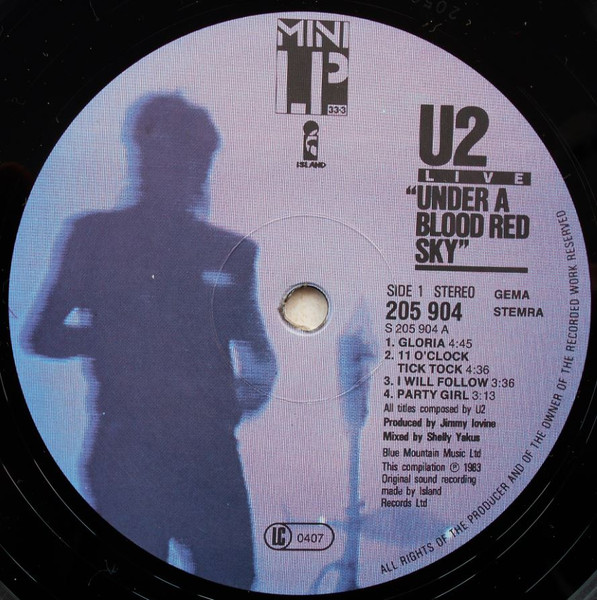 MINI
LP
33·3
ISLAND
U2
LIVE
"UNDER A
BLOOD RED
SKY"
SIDE 1 STEREO GEMA
205 904 STEMRA
S 205 904 A
1. GLORIA 4:45
2. 11 O'CLOCK
TICK TOCK 4:36
3. I WILL FOLLOW 3:36
4. PARTY GIRL 3:13
All titles composed by U2
Produced by Jimmy Iovine
Mixed by Shelly Yakus
Blue Mountain Music Ltd
This compilation ℗ 1983
Original sound recording
made by Island
Records Ltd
LC 0407
ALL RIGHTS OF THE PRODUCER AND OF THE OWNER OF THE RECORDED WORK RESERVED